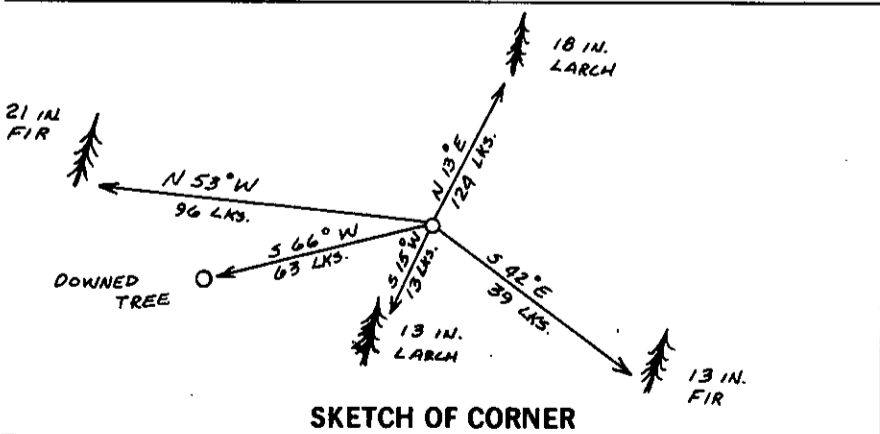 18 IN.
LARCH
21 IN.
FIR
N 13° E
124 LKS.
N 53° W
96 LKS.
S 66° W
63 LKS.
S 15° W
13 LKS.
S 42° E
39 LKS.
DOWNED
TREE
13 IN.
LARCH
13 IN.
FIR
SKETCH OF CORNER